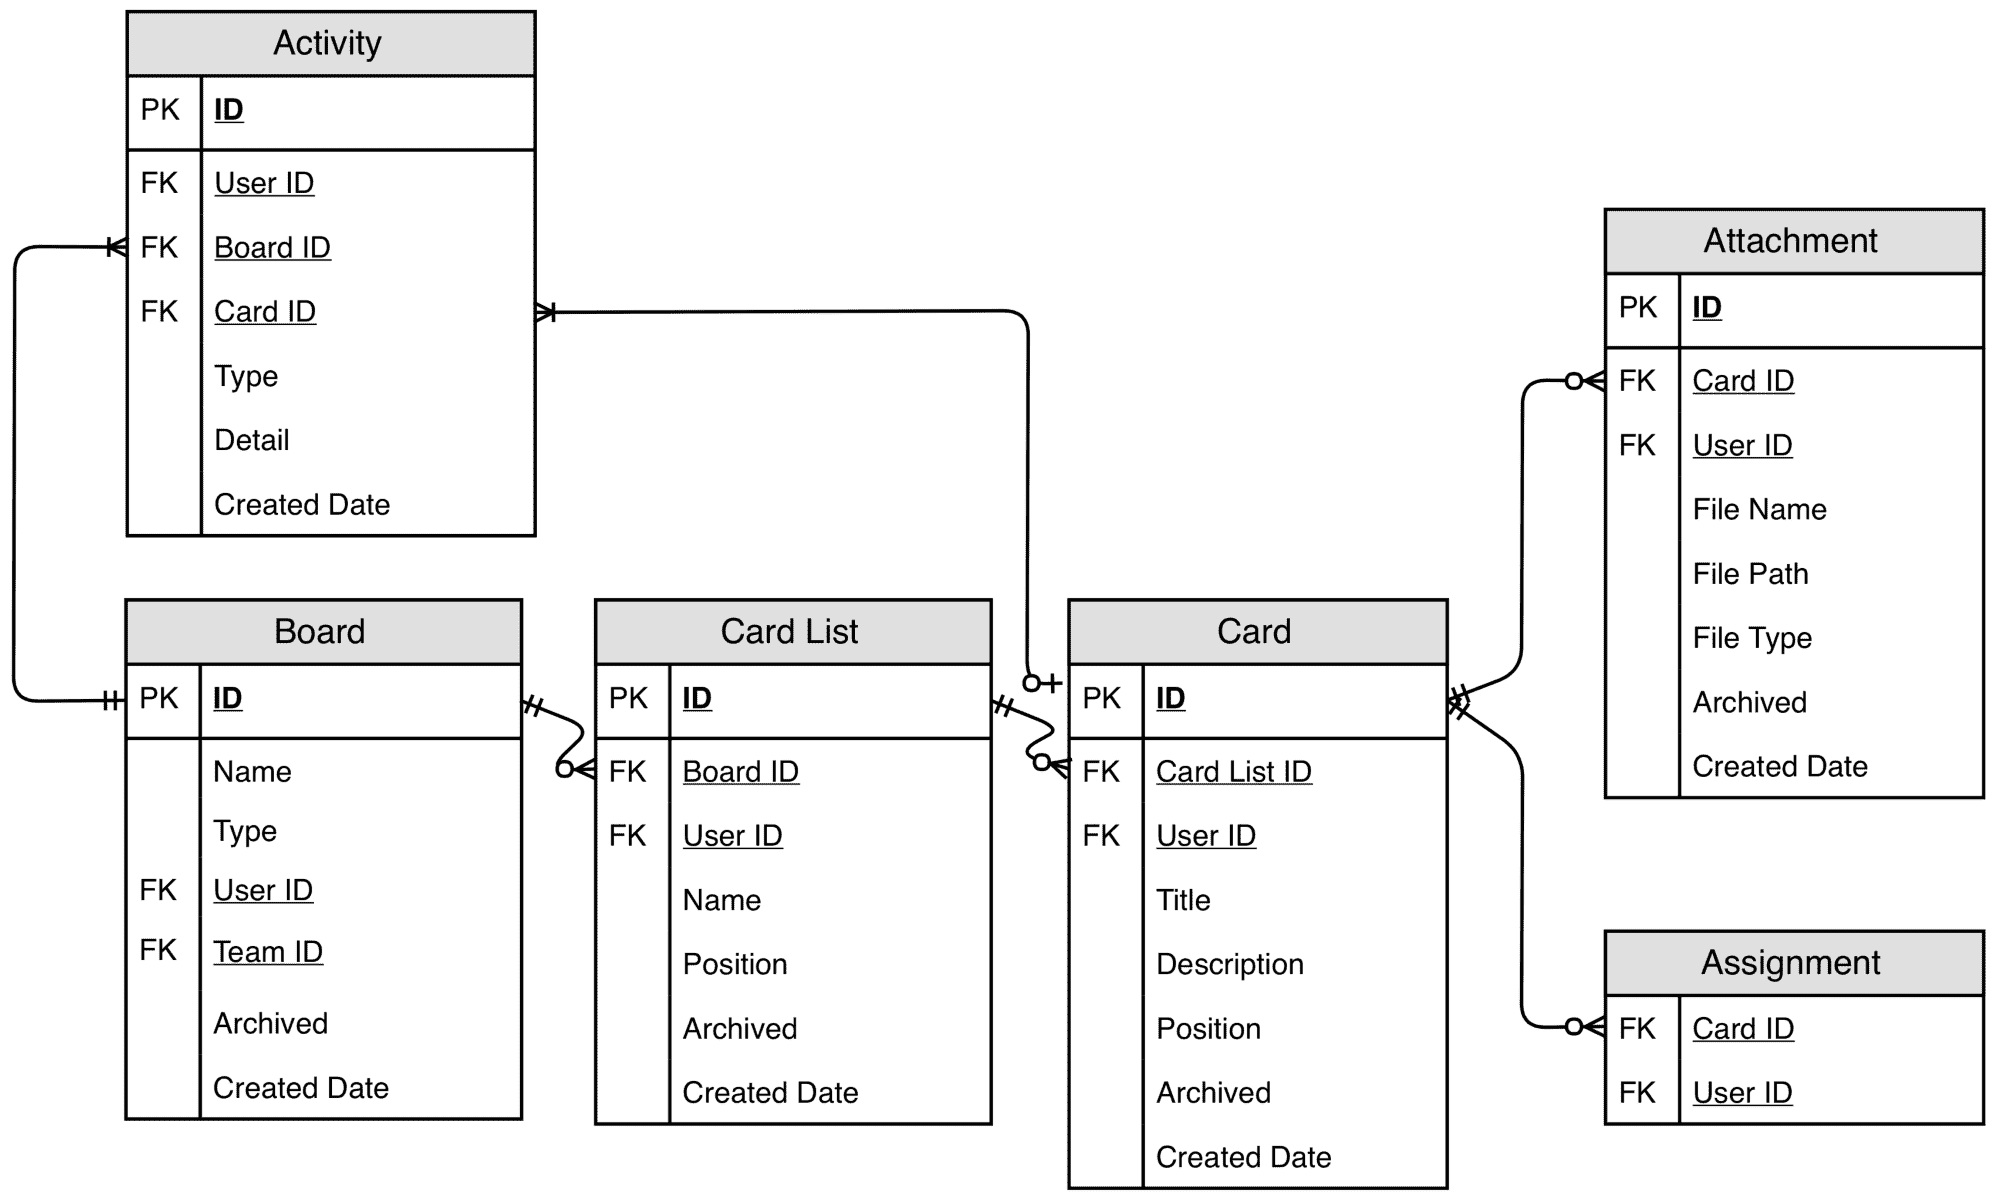 Activity
PK ID
FK User ID
FK Board ID
FK Card ID
Type
Detail
Created Date
Board
PK ID
Name
Type
FK User ID
FK Team ID
Archived
Created Date
Card List
PK ID
FK Board ID
FK User ID
Name
Position
Archived
Created Date
Card
PK ID
FK Card List ID
FK User ID
Title
Description
Position
Archived
Created Date
Attachment
PK ID
FK Card ID
FK User ID
File Name
File Path
File Type
Archived
Created Date
Assignment
FK Card ID
FK User ID